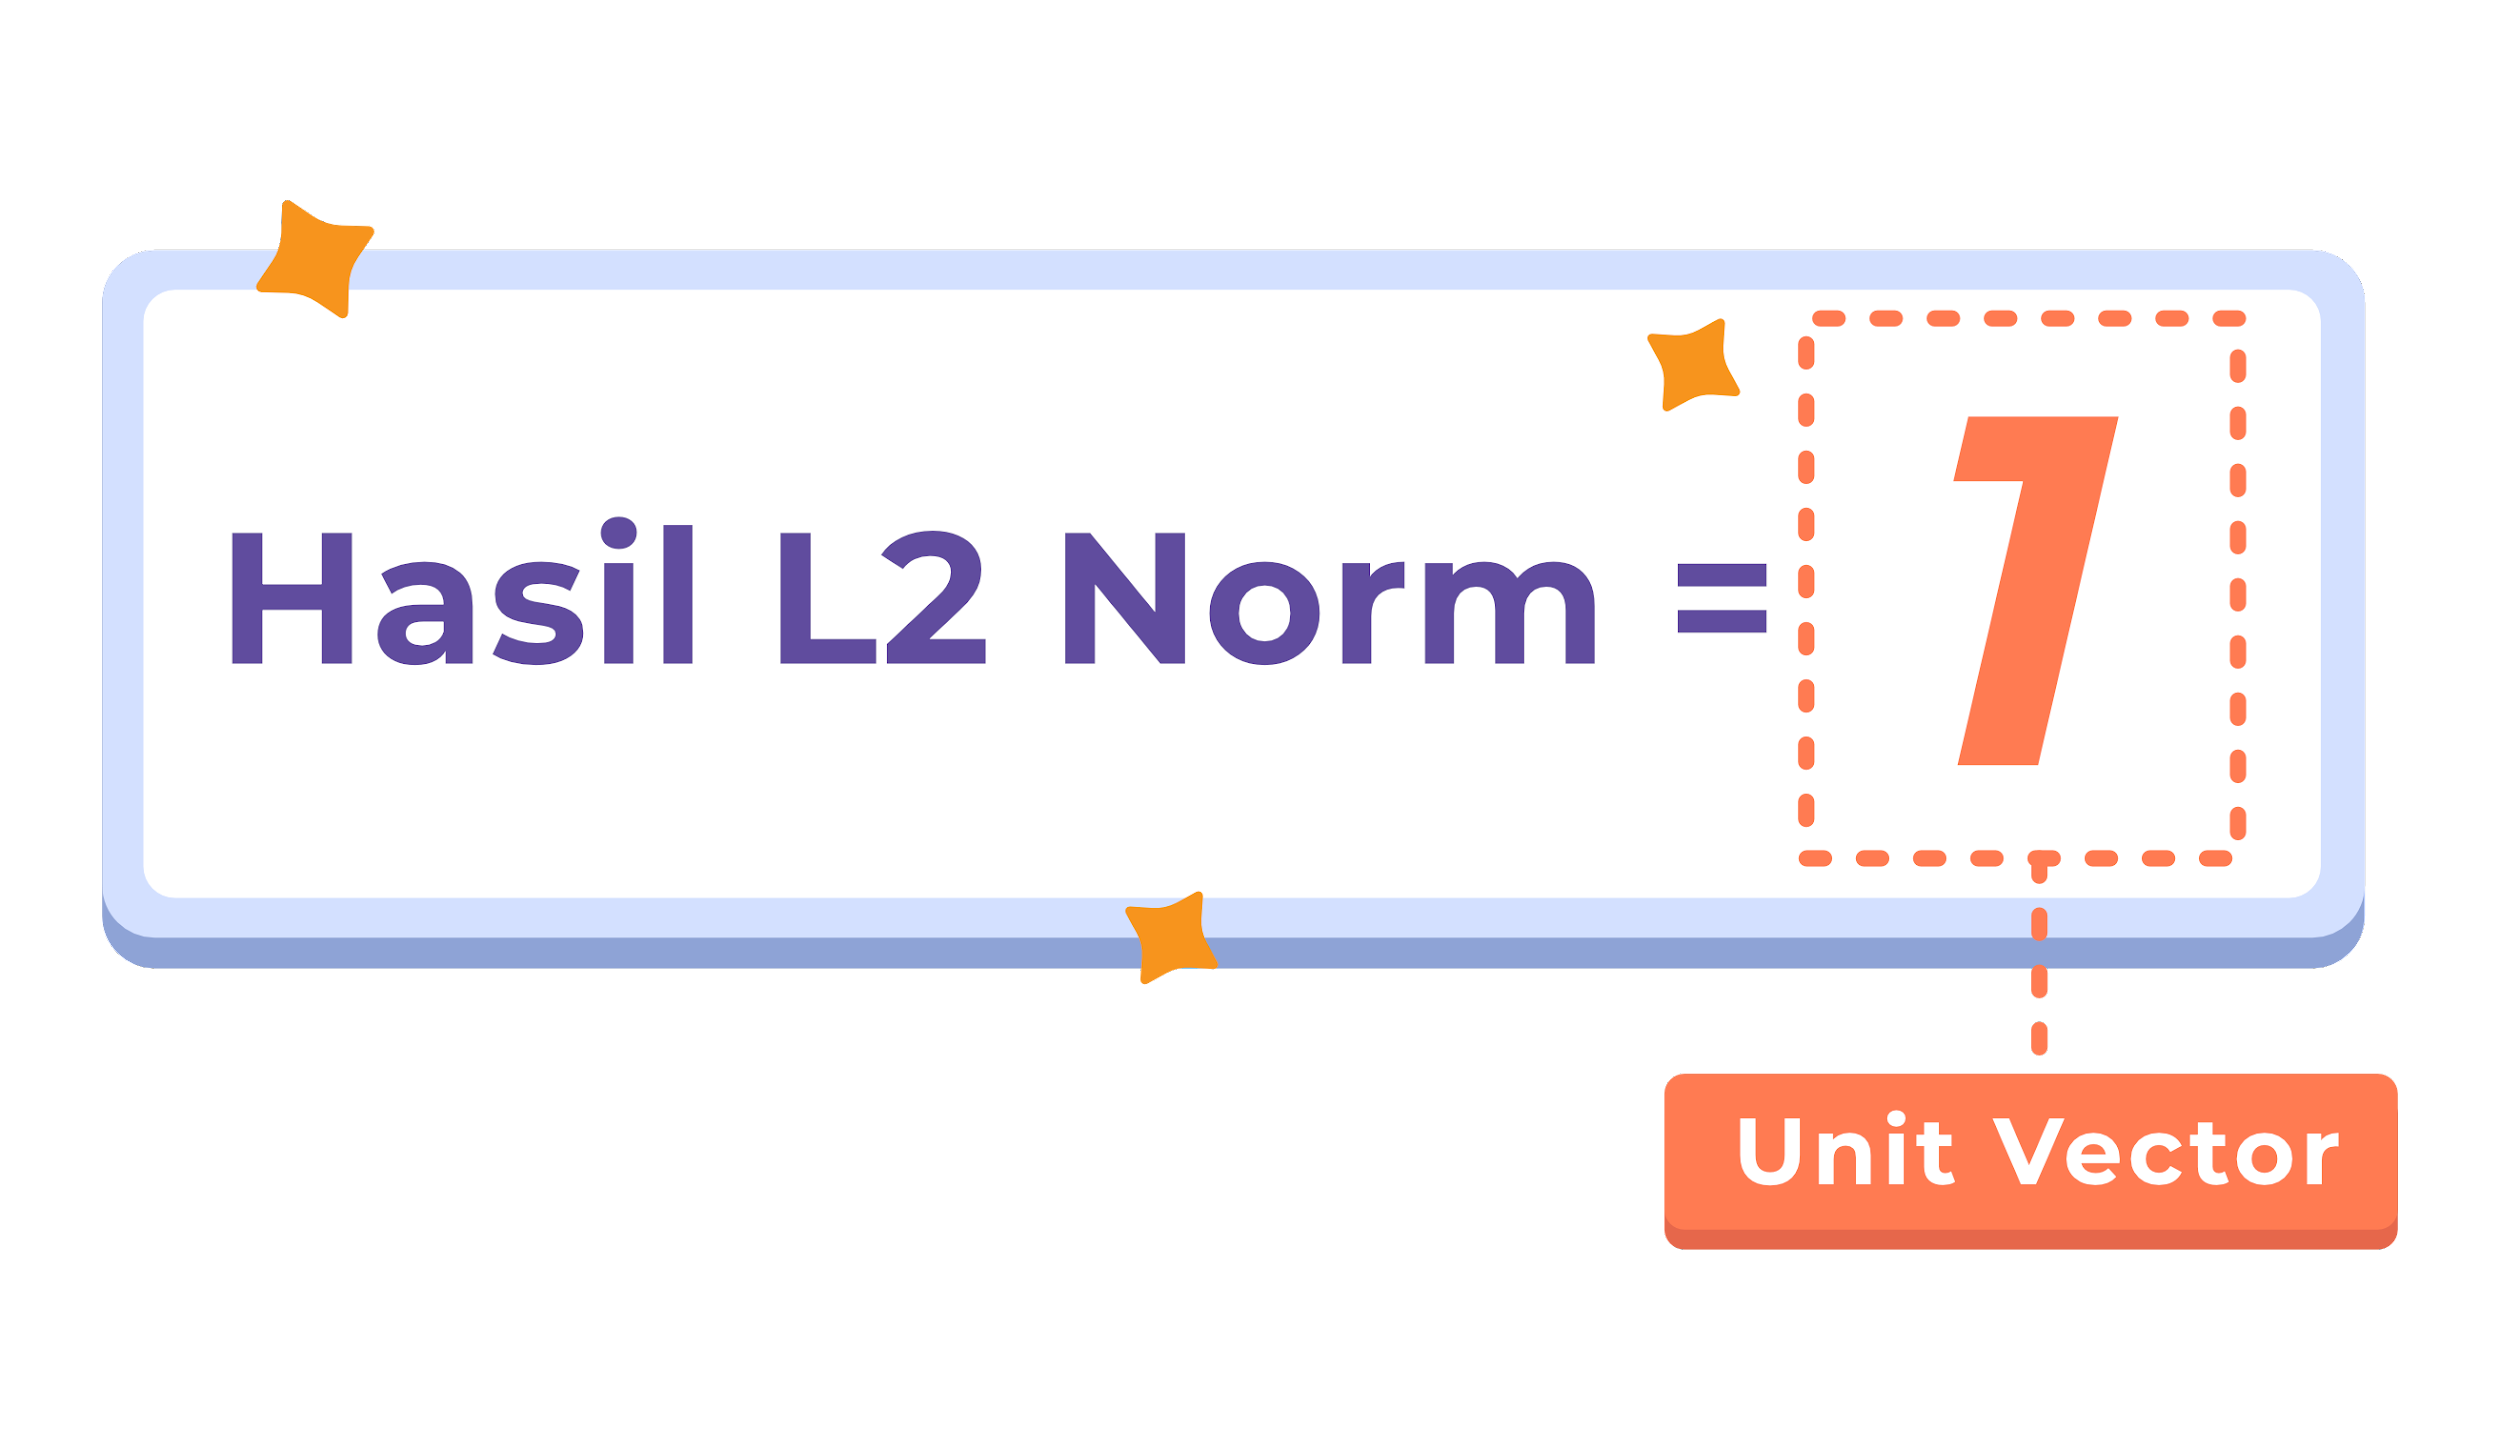 Hasil L2 Norm = 1
Unit Vector